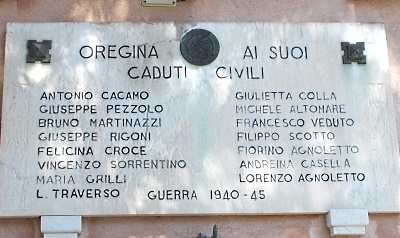 OREGINA AI SUOI
CADUTI CIVILI
ANTONIO CACAMO
GIUSEPPE PEZZOLO
BRUNO MARTINAZZI
GIUSEPPE RIGONI
FELICINA CROCE
VINCENZO SORRENTINO
MARIA GRILLI
L. TRAVERSO
GIULIETTA COLLA
MICHELE ALTOMARE
FRANCESCO VEDUTO
FILIPPO SCOTTO
FIORINO AGNOLETTO
ANDREINA CASELLA
LORENZO AGNOLETTO
GUERRA 1940-45